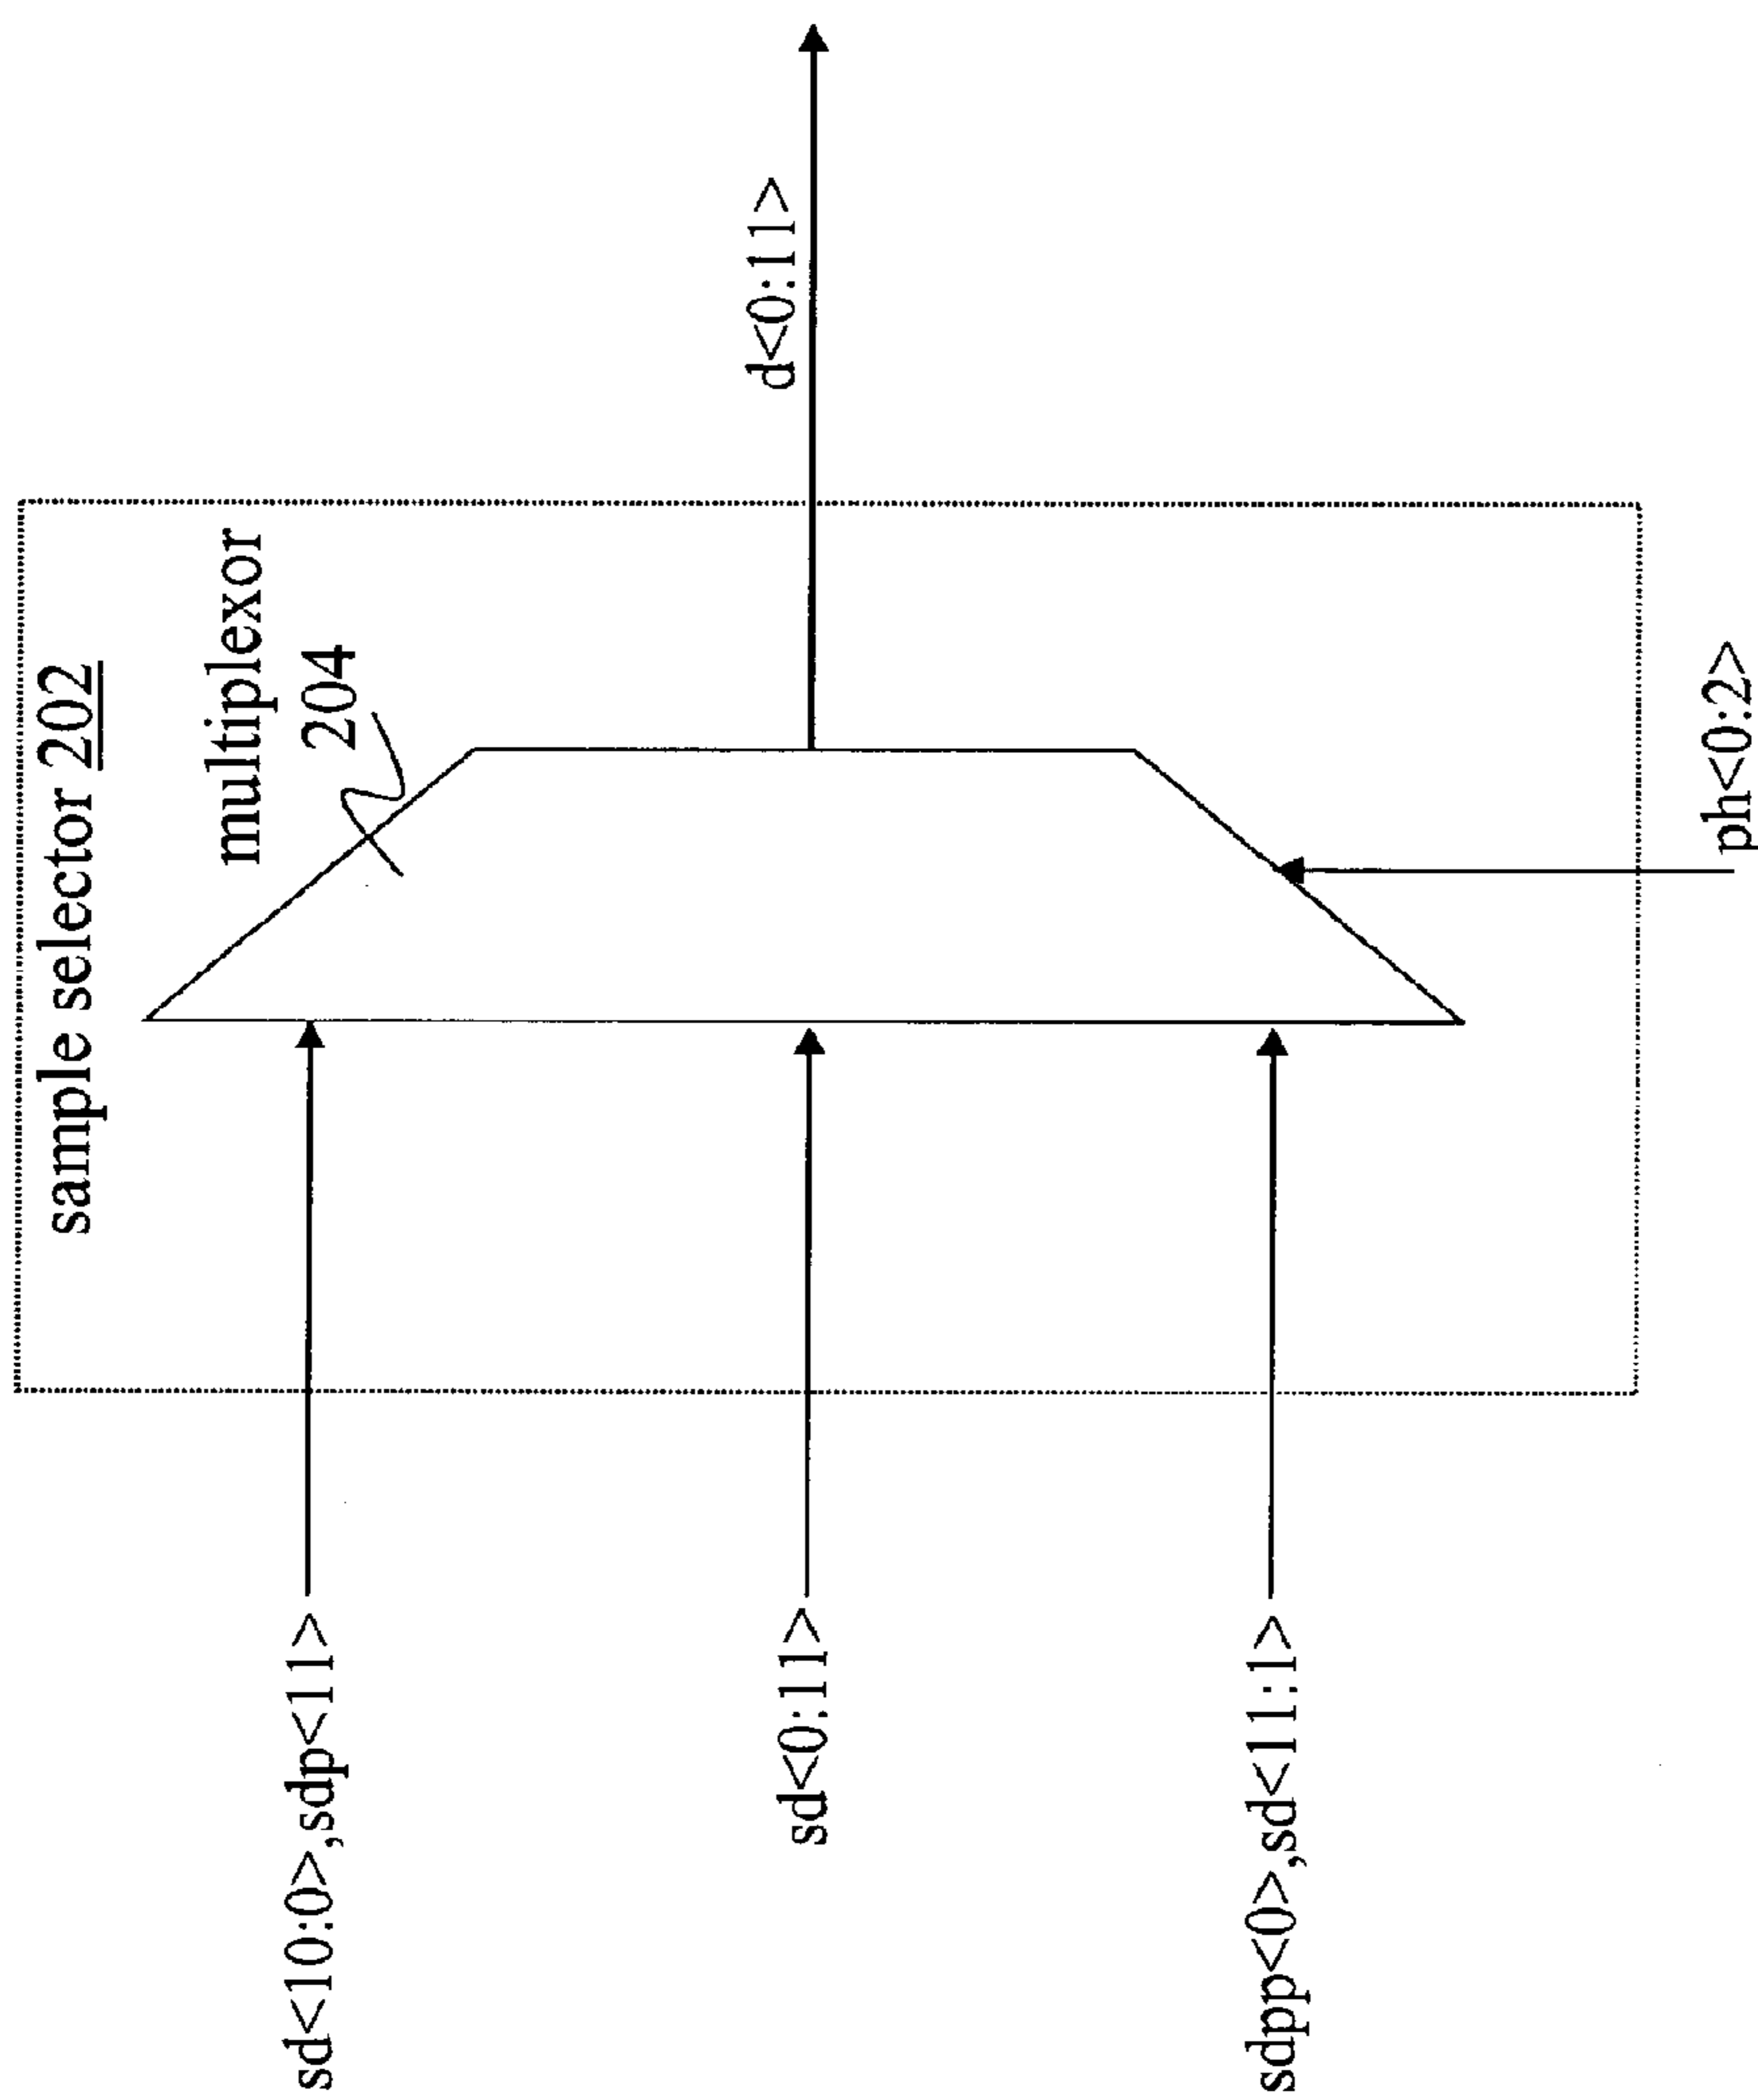 sample selector 202
multiplexor
204
sd<10:0>,sdp<11>
sd<0:11>
d<0:11>
sdpp<0>,sd<11:1>
ph<0:2>